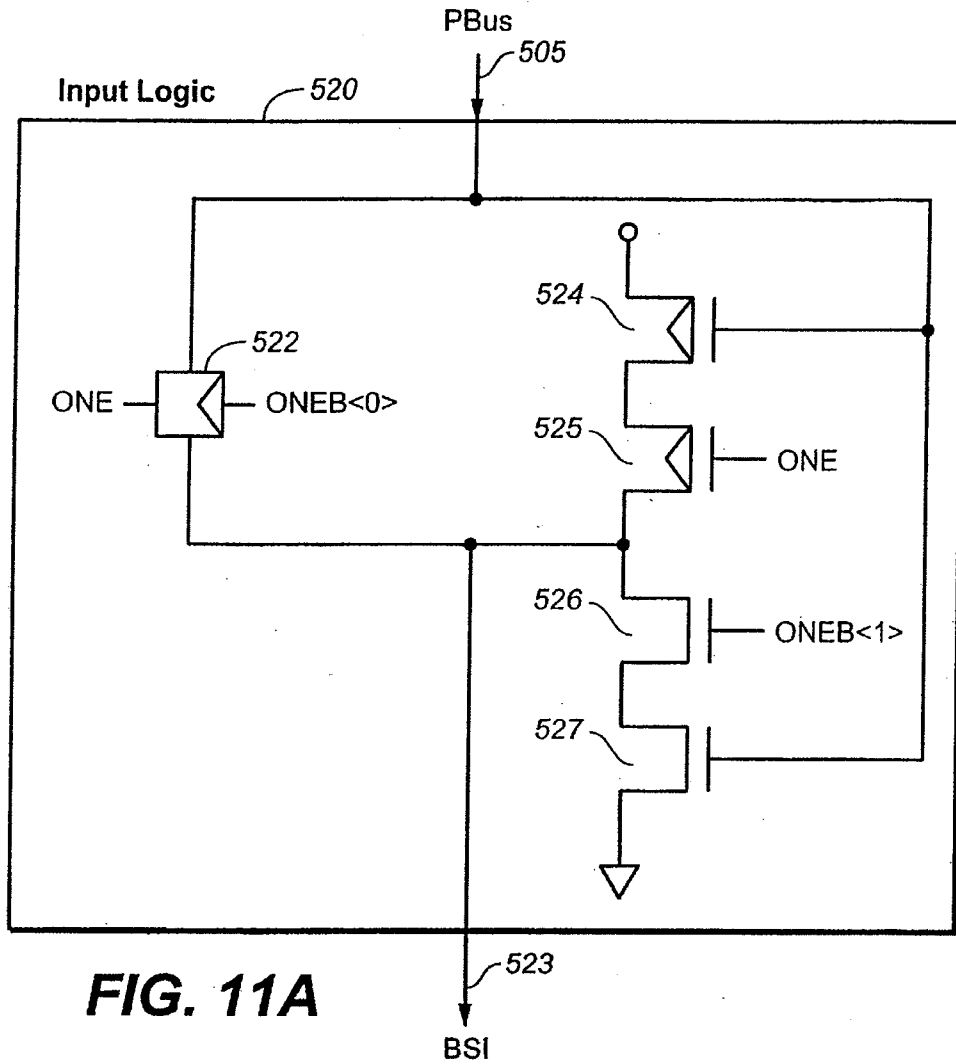 PBus
505
Input Logic
520
524
522
ONE
ONEB<0>
525
ONE
526
ONEB<1>
527
523
FIG. 11A
BSI